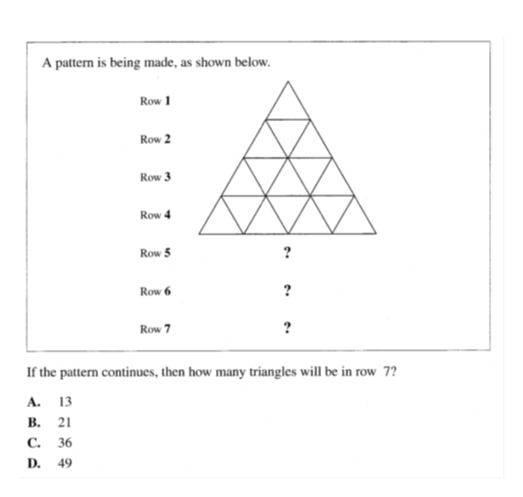 A pattern is being made, as shown below.
Row 1
Row 2
Row 3
Row 4
Row 5 ?
Row 6 ?
Row 7 ?
If the pattern continues, then how many triangles will be in row 7?
A. 13
B. 21
C. 36
D. 49